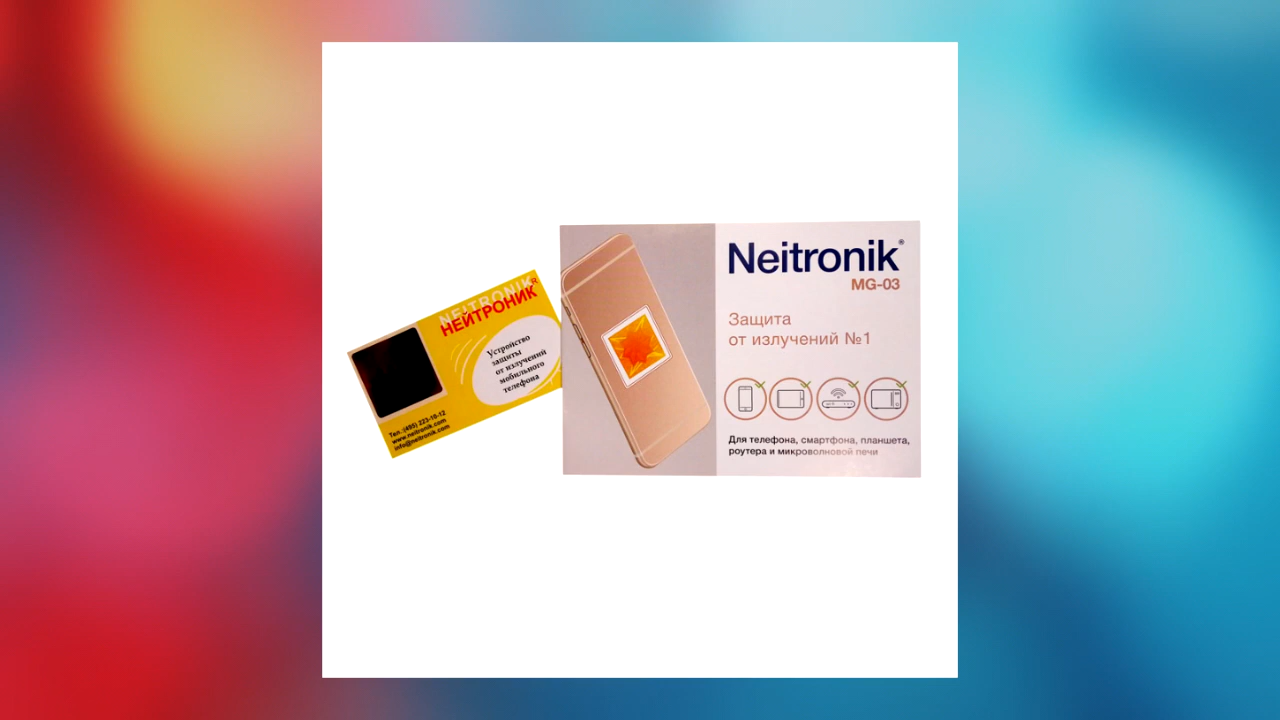 NEITRONIK R
НЕЙТРОНИК
Устройство
защиты
от излучений
мобильного
телефона
Тел.:(495) 223-10-12
www.neitronik.com
info@neitronik.com
Neitronik®
MG-03
Защита
от излучений №1
Для телефона, смартфона, планшета,
роутера и микроволновой печи